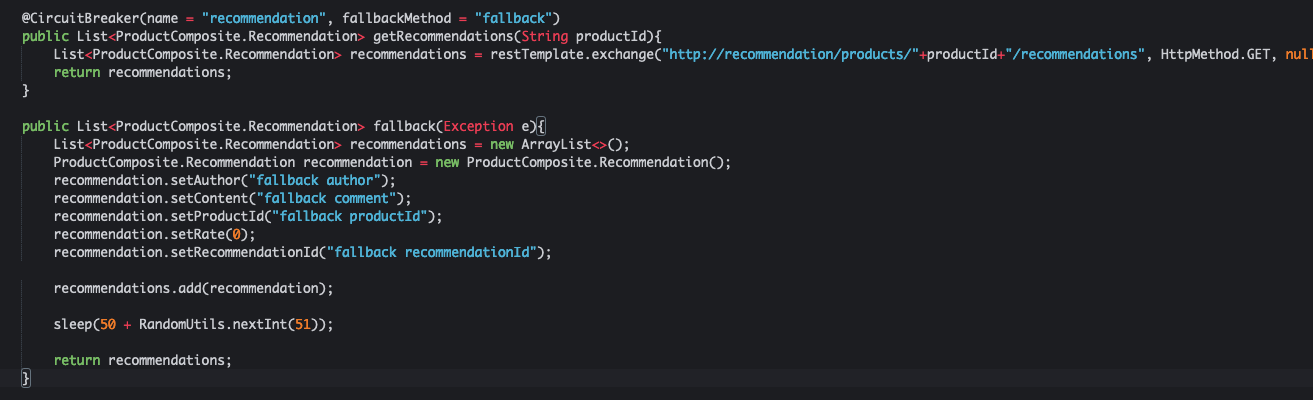 @CircuitBreaker(name = "recommendation", fallbackMethod = "fallback")
public List<ProductComposite.Recommendation> getRecommendations(String productId){
    List<ProductComposite.Recommendation> recommendations = restTemplate.exchange("http://recommendation/products/"+productId+"/recommendations", HttpMethod.GET, null
    return recommendations;
}

public List<ProductComposite.Recommendation> fallback(Exception e){
    List<ProductComposite.Recommendation> recommendations = new ArrayList<>();
    ProductComposite.Recommendation recommendation = new ProductComposite.Recommendation();
    recommendation.setAuthor("fallback author");
    recommendation.setContent("fallback comment");
    recommendation.setProductId("fallback productId");
    recommendation.setRate(0);
    recommendation.setRecommendationId("fallback recommendationId");

    recommendations.add(recommendation);

    sleep(50 + RandomUtils.nextInt(51));

    return recommendations;
}